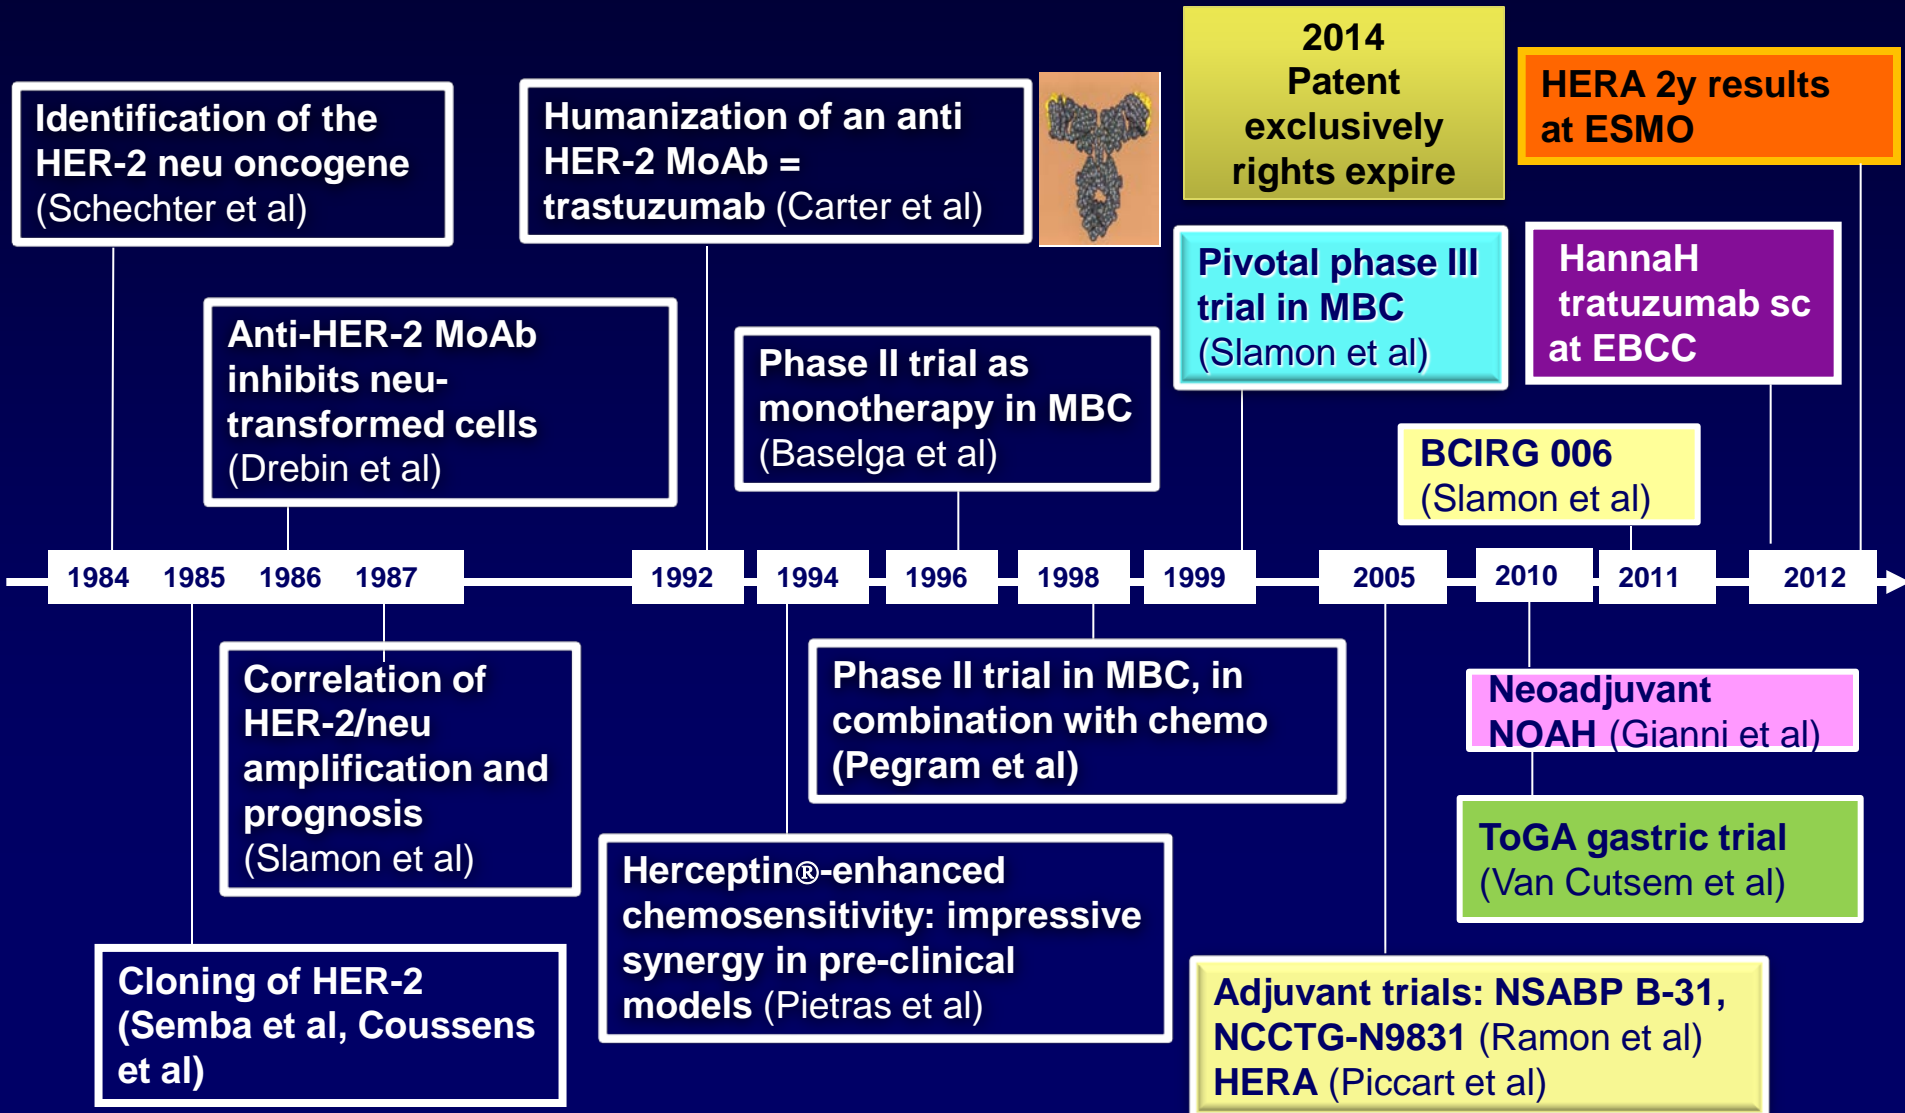 Identification of the
HER-2 neu oncogene
(Schechter et al)
Humanization of an anti
HER-2 MoAb =
trastuzumab (Carter et al)
2014
Patent
exclusively
rights expire
HERA 2y results
at ESMO
Anti-HER-2 MoAb
inhibits neu-
transformed cells
(Drebin et al)
Phase II trial as
monotherapy in MBC
(Baselga et al)
Pivotal phase III
trial in MBC
(Slamon et al)
HannaH
tratuzumab sc
at EBCC
BCIRG 006
(Slamon et al)
1984 1985 1986 1987 1992 1994 1996 1998 1999 2005 2010 2011 2012
Correlation of
HER-2/neu
amplification and
prognosis
(Slamon et al)
Phase II trial in MBC, in
combination with chemo
(Pegram et al)
Neoadjuvant
NOAH (Gianni et al)
ToGA gastric trial
(Van Cutsem et al)
Cloning of HER-2
(Semba et al, Coussens
et al)
Herceptin®-enhanced
chemosensitivity: impressive
synergy in pre-clinical
models (Pietras et al)
Adjuvant trials: NSABP B-31,
NCCTG-N9831 (Ramon et al)
HERA (Piccart et al)